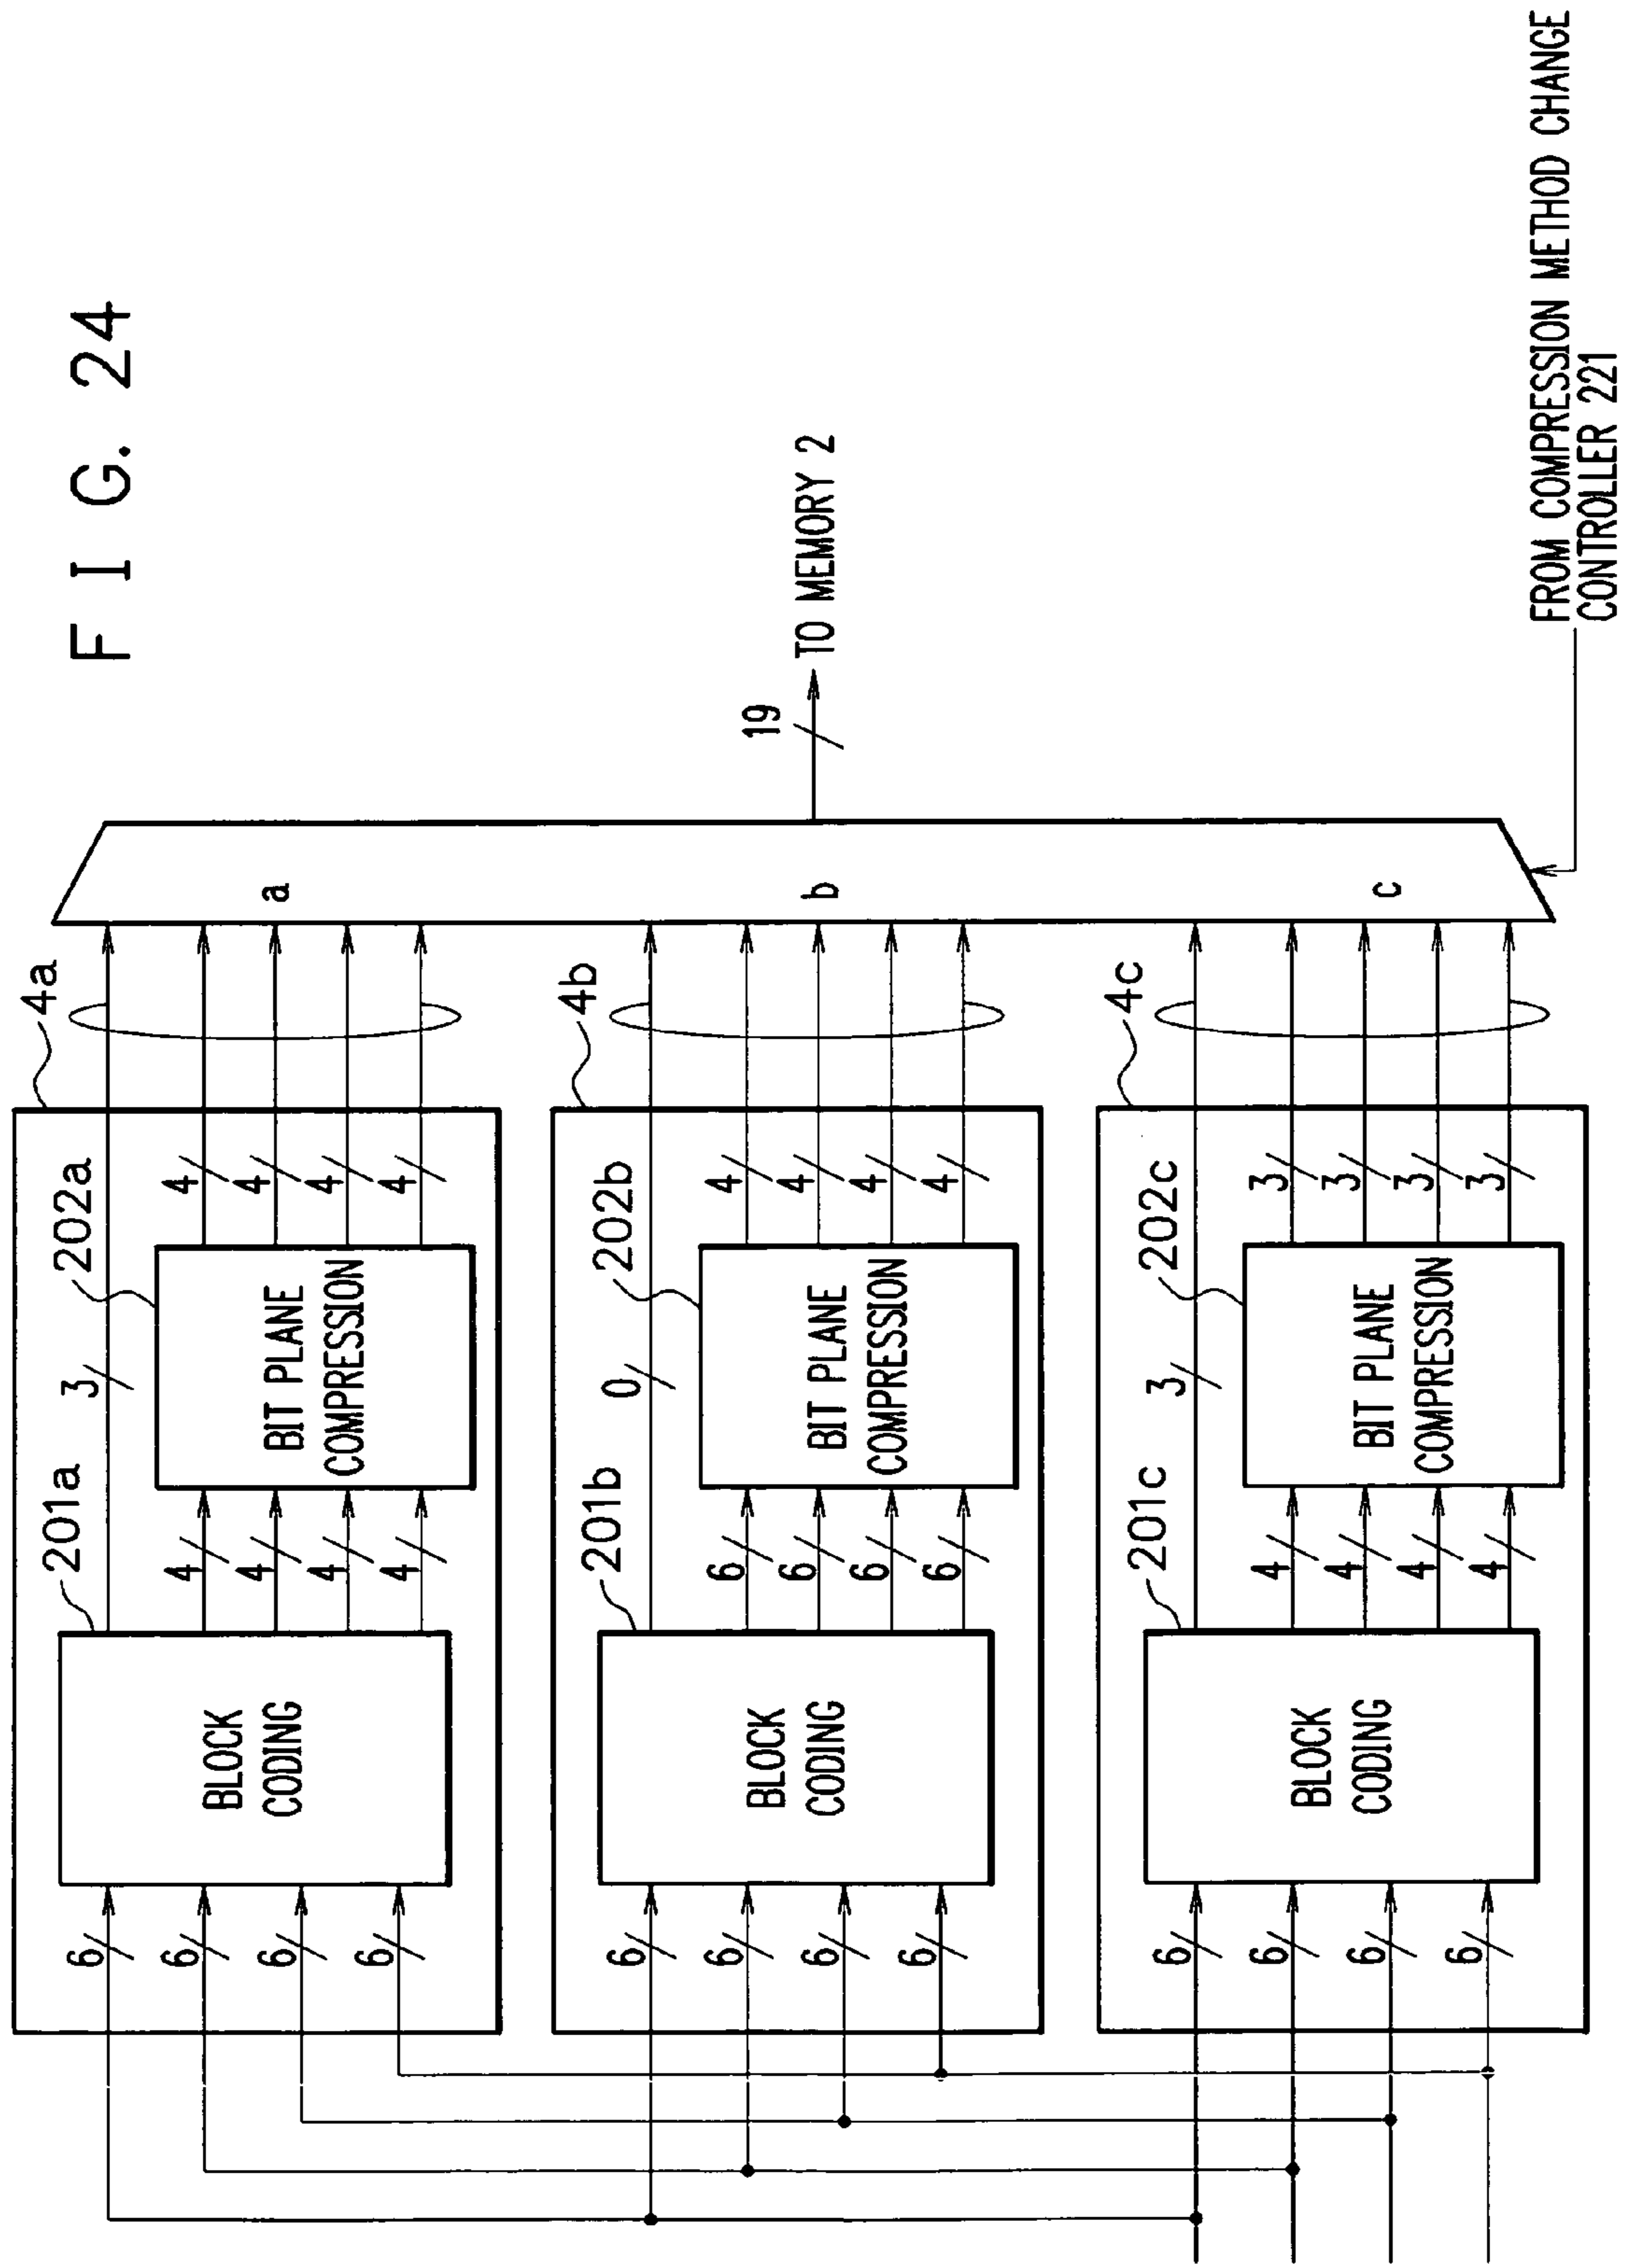 F I G. 24
4a
201a
3
202a
BLOCK
CODING
BIT PLANE
COMPRESSION
6
6
6
6
4
4
4
4
4
4
4
4
a
4b
201b
0
202b
BLOCK
CODING
BIT PLANE
COMPRESSION
6
6
6
6
6
6
6
6
4
4
4
4
b
19
TO MEMORY 2
4c
201c
3
202c
BLOCK
CODING
BIT PLANE
COMPRESSION
6
6
6
6
4
4
4
4
3
3
3
3
c
FROM COMPRESSION METHOD CHANGE
CONTROLLER 221